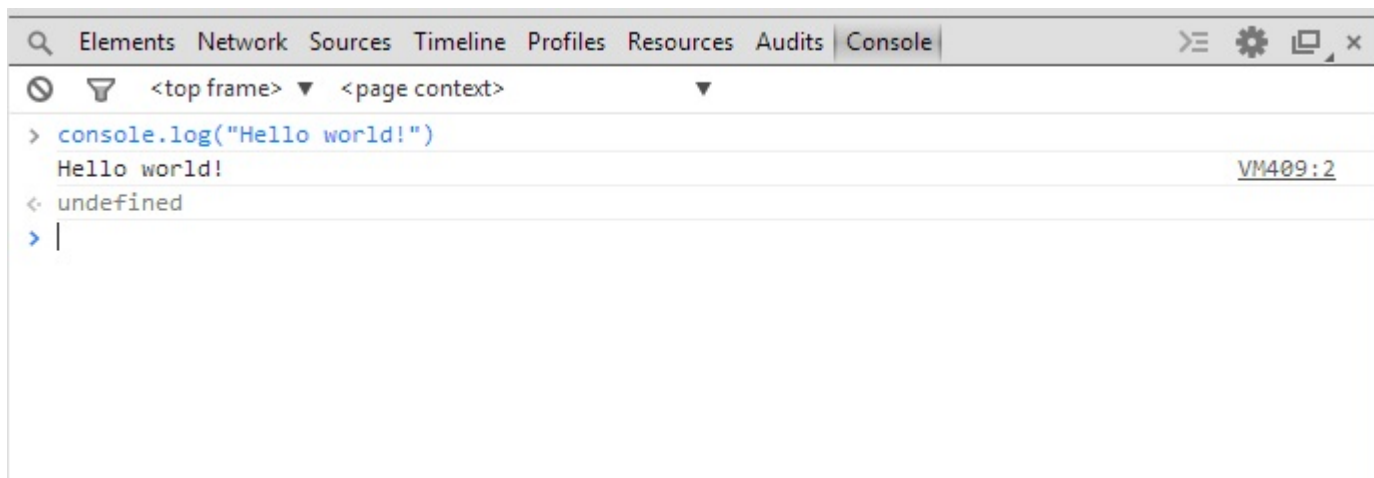 Elements Network Sources Timeline Profiles Resources Audits Console
<top frame> ▼ <page context> ▼
> console.log("Hello world!")
Hello world! VM409:2
undefined
>